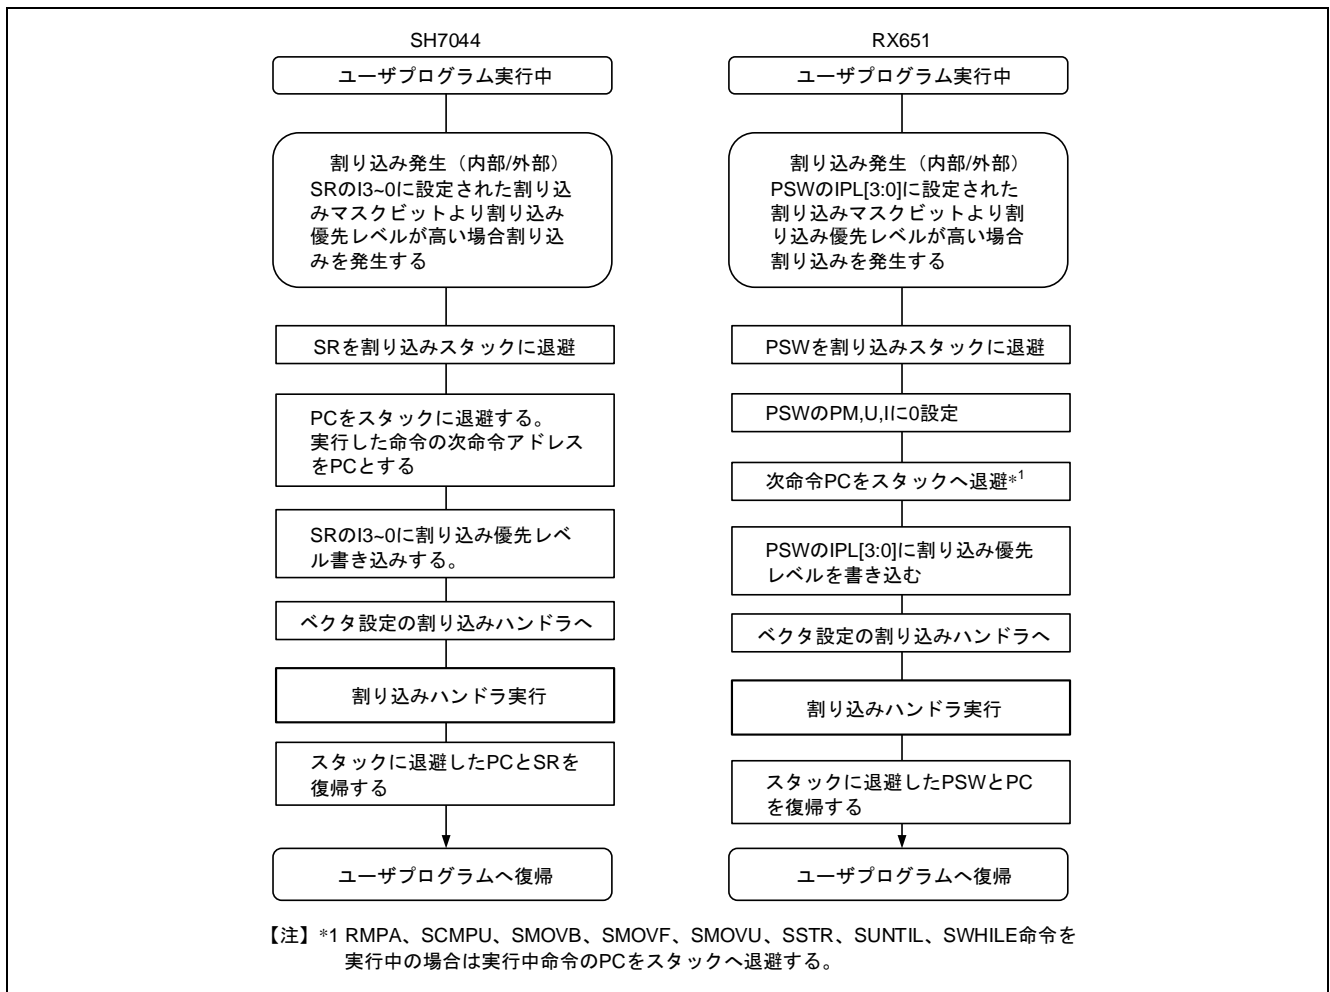 SH7044
ユーザプログラム実行中
割り込み発生（内部/外部）
SRのI3~0に設定された割り込
みマスクビットより割り込み
優先レベルが高い場合割り込
みを発生する
SRを割り込みスタックに退避
PCをスタックに退避する。
実行した命令の次命令アドレス
をPCとする
SRのI3~0に割り込み優先レベ
ル書き込みする。
ベクタ設定の割り込みハンドラへ
割り込みハンドラ実行
スタックに退避したPCとSRを
復帰する
ユーザプログラムへ復帰
RX651
ユーザプログラム実行中
割り込み発生（内部/外部）
PSWのIPL[3:0]に設定された
割り込みマスクビットより割
り込み優先レベルが高い場合
割り込みを発生する
PSWを割り込みスタックに退避
PSWのPM,U,Iに0設定
次命令PCをスタックへ退避*1
PSWのIPL[3:0]に割り込み優先
レベルを書き込む
ベクタ設定の割り込みハンドラへ
割り込みハンドラ実行
スタックに退避したPSWとPC
を復帰する
ユーザプログラムへ復帰
【注】*1 RMPA、SCMPU、SMOVB、SMOVF、SMOVU、SSTR、SUNTIL、SWHILE命令を
実行中の場合は実行中命令のPCをスタックへ退避する。